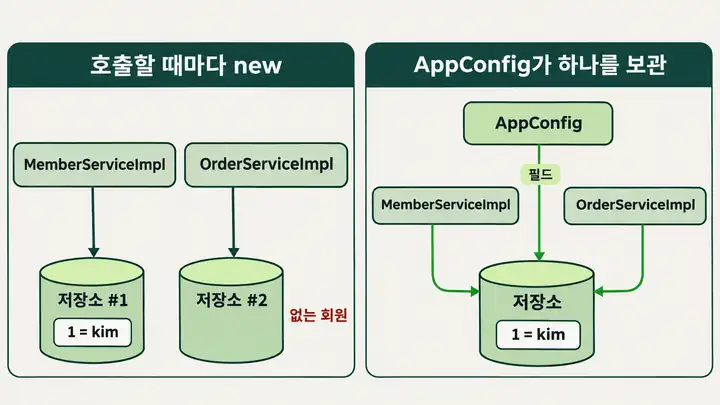 호출할 때마다 new
MemberServiceImpl
OrderServiceImpl
저장소 #1
1 = kim
저장소 #2
없는 회원
AppConfig가 하나를 보관
AppConfig
필드
MemberServiceImpl
OrderServiceImpl
저장소
1 = kim